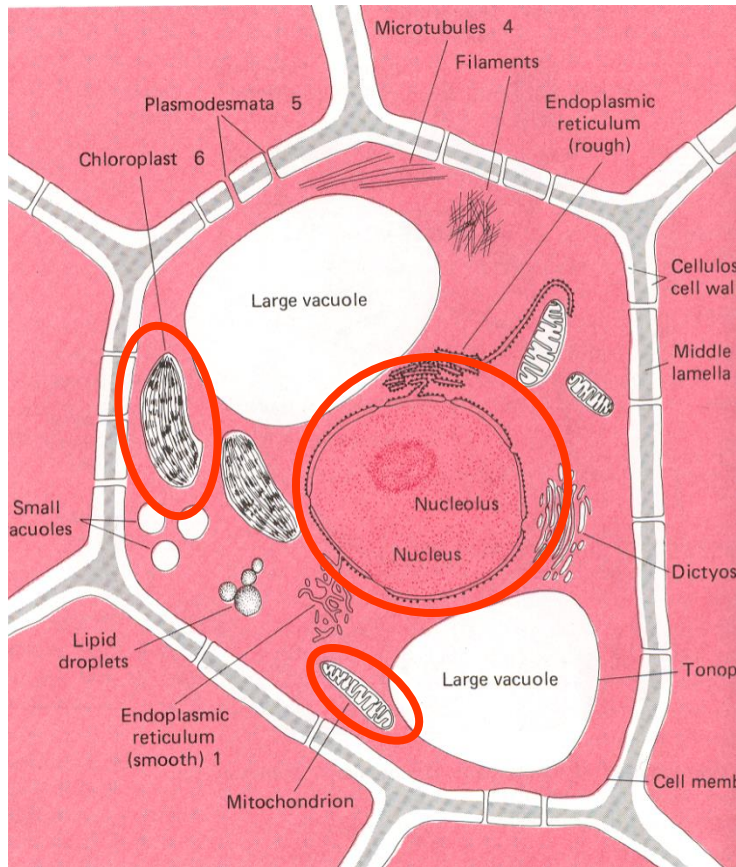 Microtubules 4
Filaments
Plasmodesmata 5
Endoplasmic
reticulum
(rough)
Chloroplast 6
Large vacuole
Cellulos
cell wal
Middle
lamella
Nucleolus
Small
acuoles
Nucleus
Dictyos
Lipid
droplets
Large vacuole
Tonop
Endoplasmic
reticulum
(smooth) 1
Cell memb
Mitochondrion